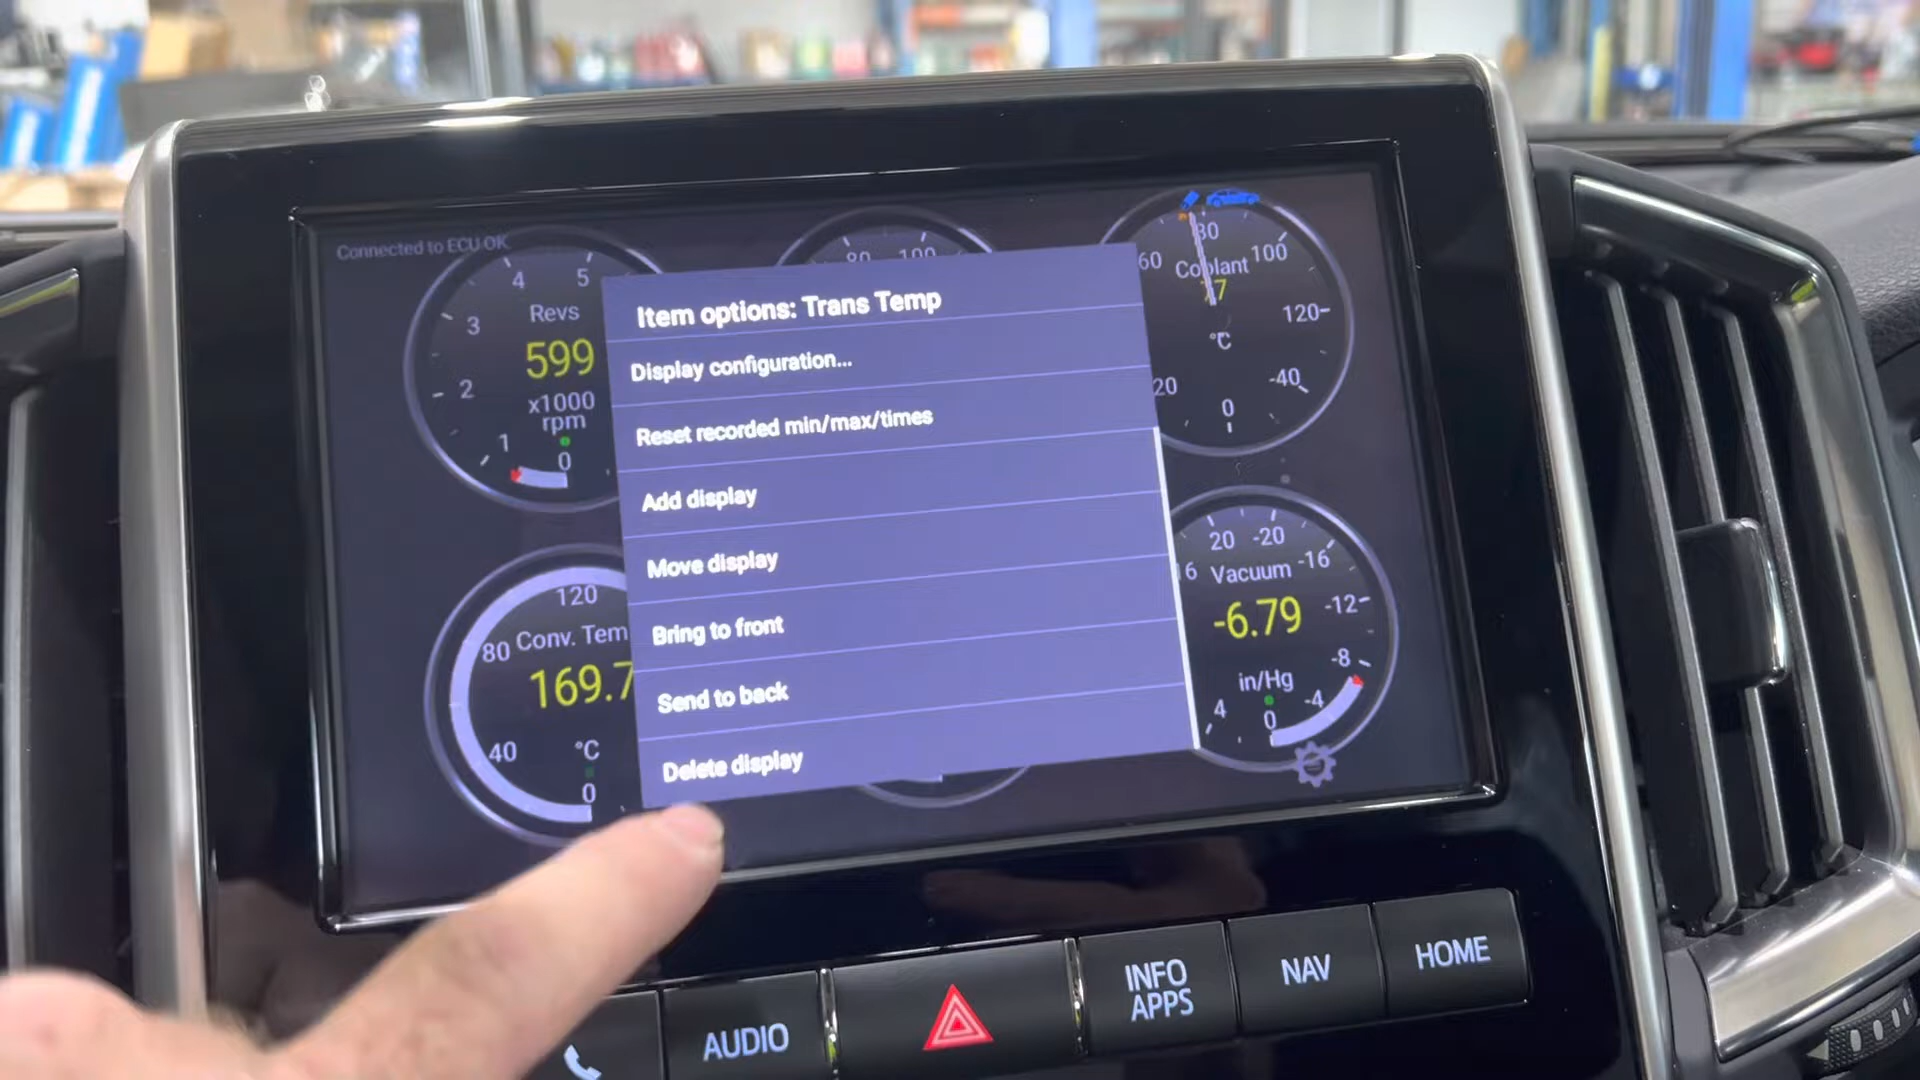 Connected to ECU OK
4
5
3
Revs
599
2
x1000
rpm
1
0
80
100
80
60
Coolant
100
77
120
°C
20
-40
0
Item options: Trans Temp
Display configuration...
Reset recorded min/max/times
Add display
Move display
Bring to front
Send to back
Delete display
120
80
Conv. Tem
169.7
40
°C
0
20
-20
16
Vacuum
-16
-6.79
-12
-8
in/Hg
4
-4
0
AUDIO
INFO
APPS
NAV
HOME